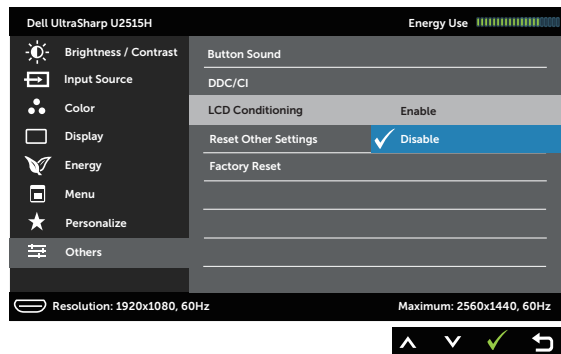 Dell UltraSharp U2515H Energy Use
Brightness / Contrast
Input Source
Color
Display
Energy
Menu
Personalize
Others
Button Sound
DDC/CI
LCD Conditioning Enable
Reset Other Settings Disable
Factory Reset
Resolution: 1920x1080, 60Hz Maximum: 2560x1440, 60Hz